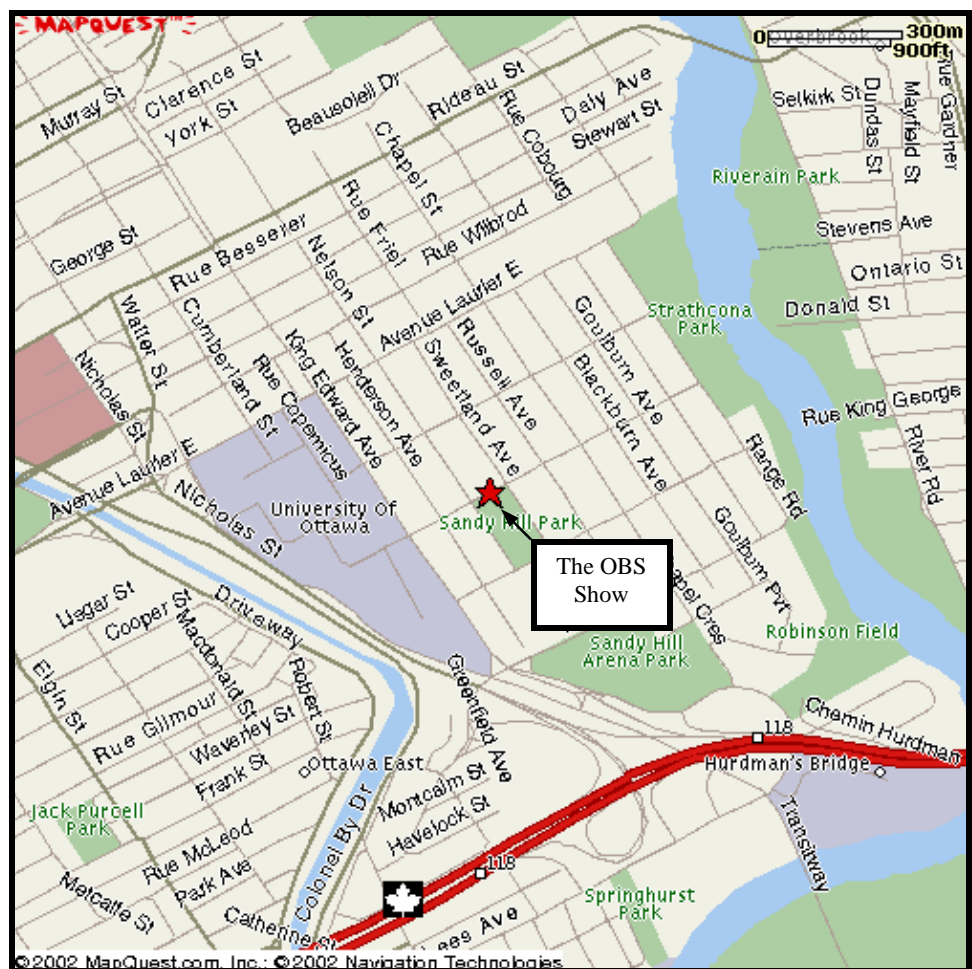 MAPQUEST
0 300m
900ft
Overbrook
Murray St
Clarence St
York St
Beausoleil Dr
Rideau St
Rue Cobourg
Daly Ave
Stewart St
Selkirk St
Dundas St
Mayfield St
Rue Gardner
Chapel St
Rue Friel
Rue Wilbrod
Riverain Park
Stevens Ave
Ontario St
Donald St
George St
Rue Besserer
Nelson St
Avenue Laurier E
Strathcona
Park
Waller St
Cumberland St
King Edward Ave
Rue Copernicus
Henderson Ave
Sweetland Ave
Russell Ave
Goulburn Ave
Blackburn Ave
Rue King George
Nicholas St
Range Rd
River Rd
Avenue Laurier E
Nicholas St
University Of
Ottawa
Sandy Hill Park
Goulburn Pvt
The OBS
Show
apel Cres
Robinson Field
Sandy Hill
Arena Park
Lisgar St
Cooper St
Driveway
Macdonald St
Robert St
Elgin St
Rue Gilmour
Waverley St
Frank St
Greenfield Ave
Ottawa East
118
Chemin Hurdman
Hurdman's Bridge
Montcalm St
Havelock St
Jack Purcell
Park
Colonel By Dr
Transitway
Rue McLeod
Park Ave
118
Metcalfe St
Catherine St
Lees Ave
Springhurst
Park
©2002 MapQuest.com, Inc.; ©2002 Navigation Technologies